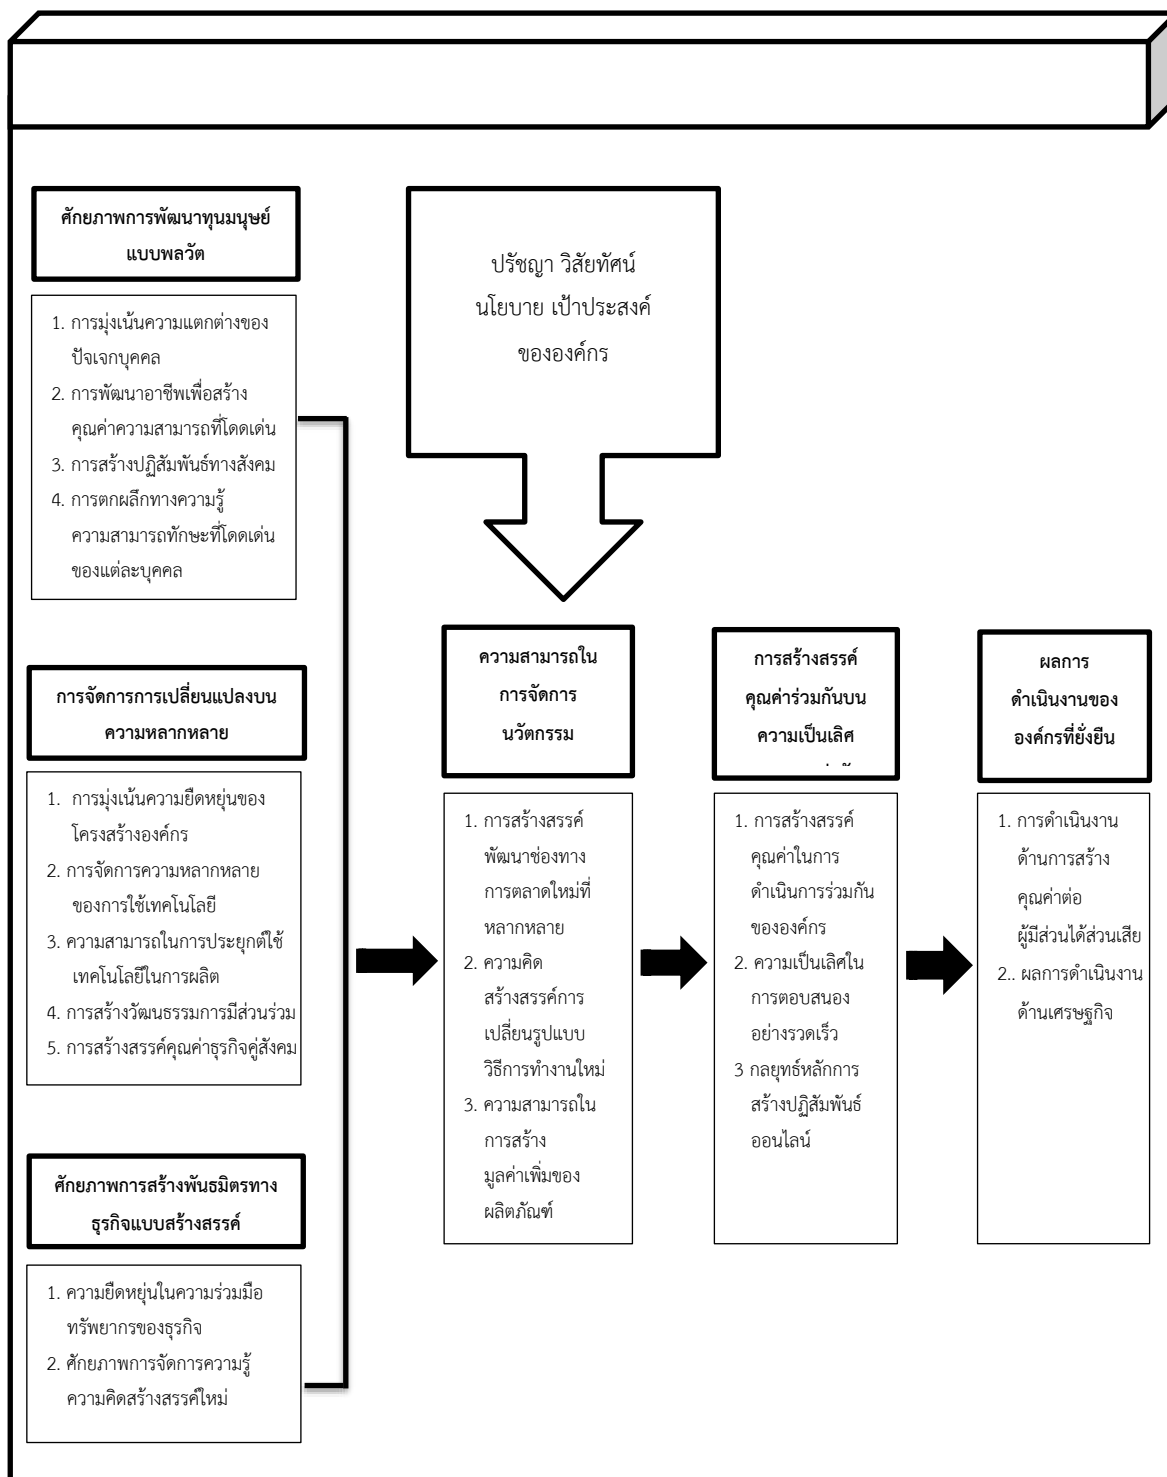 ศักยภาพการพัฒนาทุนมนุษย์
แบบพลวัต
1. การมุ่งเน้นความแตกต่างของ
ปัจเจกบุคคล
2. การพัฒนาอาชีพเพื่อสร้าง
คุณค่าความสามารถที่โดดเด่น
3. การสร้างปฏิสัมพันธ์ทางสังคม
4. การตกผลึกทางความรู้
ความสามารถทักษะที่โดดเด่น
ของแต่ละบุคคล
ปรัชญา วิสัยทัศน์
นโยบาย เป้าประสงค์
ขององค์กร
การจัดการการเปลี่ยนแปลงบน
ความหลากหลาย
1. การมุ่งเน้นความยืดหยุ่นของ
โครงสร้างองค์กร
2. การจัดการความหลากหลาย
ของการใช้เทคโนโลยี
3. ความสามารถในการประยุกต์ใช้
เทคโนโลยีในการผลิต
4. การสร้างวัฒนธรรมการมีส่วนร่วม
5. การสร้างสรรค์คุณค่าธุรกิจคู่สังคม
ศักยภาพการสร้างพันธมิตรทาง
ธุรกิจแบบสร้างสรรค์
1. ความยืดหยุ่นในความร่วมมือ
ทรัพยากรของธุรกิจ
2. ศักยภาพการจัดการความรู้
ความคิดสร้างสรรค์ใหม่
ความสามารถใน
การจัดการ
นวัตกรรม
1. การสร้างสรรค์
พัฒนาช่องทาง
การตลาดใหม่ที่
หลากหลาย
2. ความคิด
สร้างสรรค์การ
เปลี่ยนรูปแบบ
วิธีการทำงานใหม่
3. ความสามารถใน
การสร้าง
มูลค่าเพิ่มของ
ผลิตภัณฑ์
การสร้างสรรค์
คุณค่าร่วมกันบน
ความเป็นเลิศ
1. การสร้างสรรค์
คุณค่าในการ
ดำเนินการร่วมกัน
ขององค์กร
2. ความเป็นเลิศใน
การตอบสนอง
อย่างรวดเร็ว
3 กลยุทธ์หลักการ
สร้างปฏิสัมพันธ์
ออนไลน์
ผลการ
ดำเนินงานของ
องค์กรที่ยั่งยืน
1. การดำเนินงาน
ด้านการสร้าง
คุณค่าต่อ
ผู้มีส่วนได้ส่วนเสีย
2.. ผลการดำเนินงาน
ด้านเศรษฐกิจ